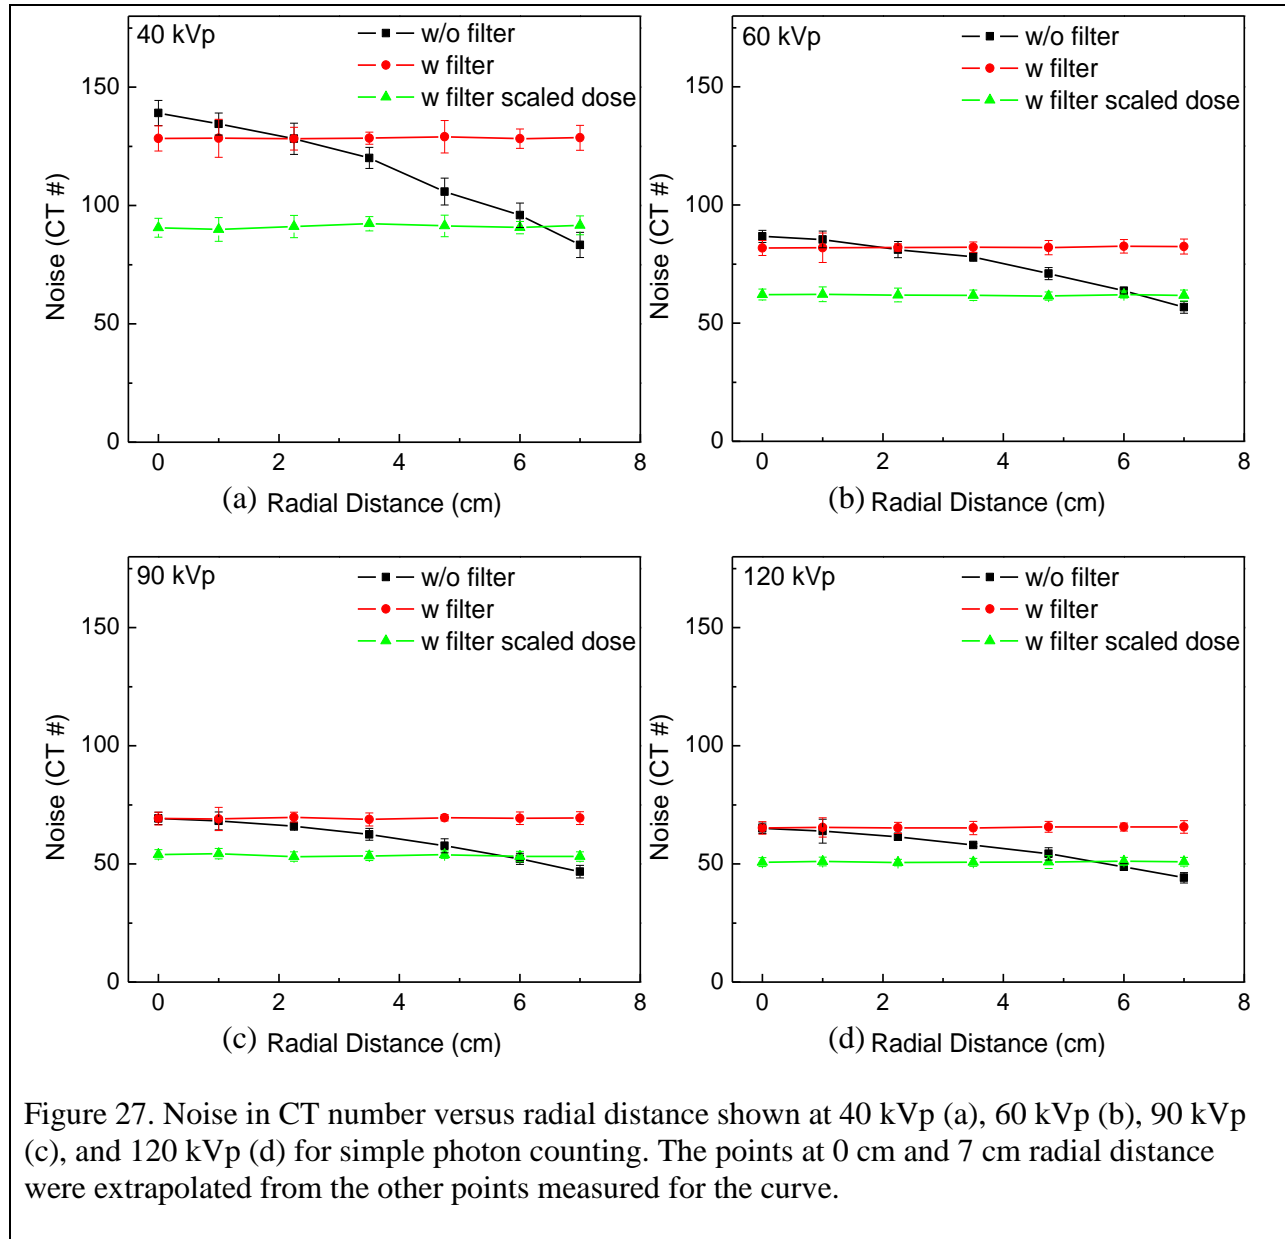 40 kVp
w/o filter
w filter
w filter scaled dose
150
100
50
0
Noise (CT #)
0 2 4 6 8
(a) Radial Distance (cm)
60 kVp
w/o filter
w filter
w filter scaled dose
150
100
50
0
Noise (CT #)
0 2 4 6 8
(b) Radial Distance (cm)
90 kVp
w/o filter
w filter
w filter scaled dose
150
100
50
0
Noise (CT #)
0 2 4 6 8
(c) Radial Distance (cm)
120 kVp
w/o filter
w filter
w filter scaled dose
150
100
50
0
Noise (CT #)
0 2 4 6 8
(d) Radial Distance (cm)
Figure 27. Noise in CT number versus radial distance shown at 40 kVp (a), 60 kVp (b), 90 kVp
(c), and 120 kVp (d) for simple photon counting. The points at 0 cm and 7 cm radial distance
were extrapolated from the other points measured for the curve.